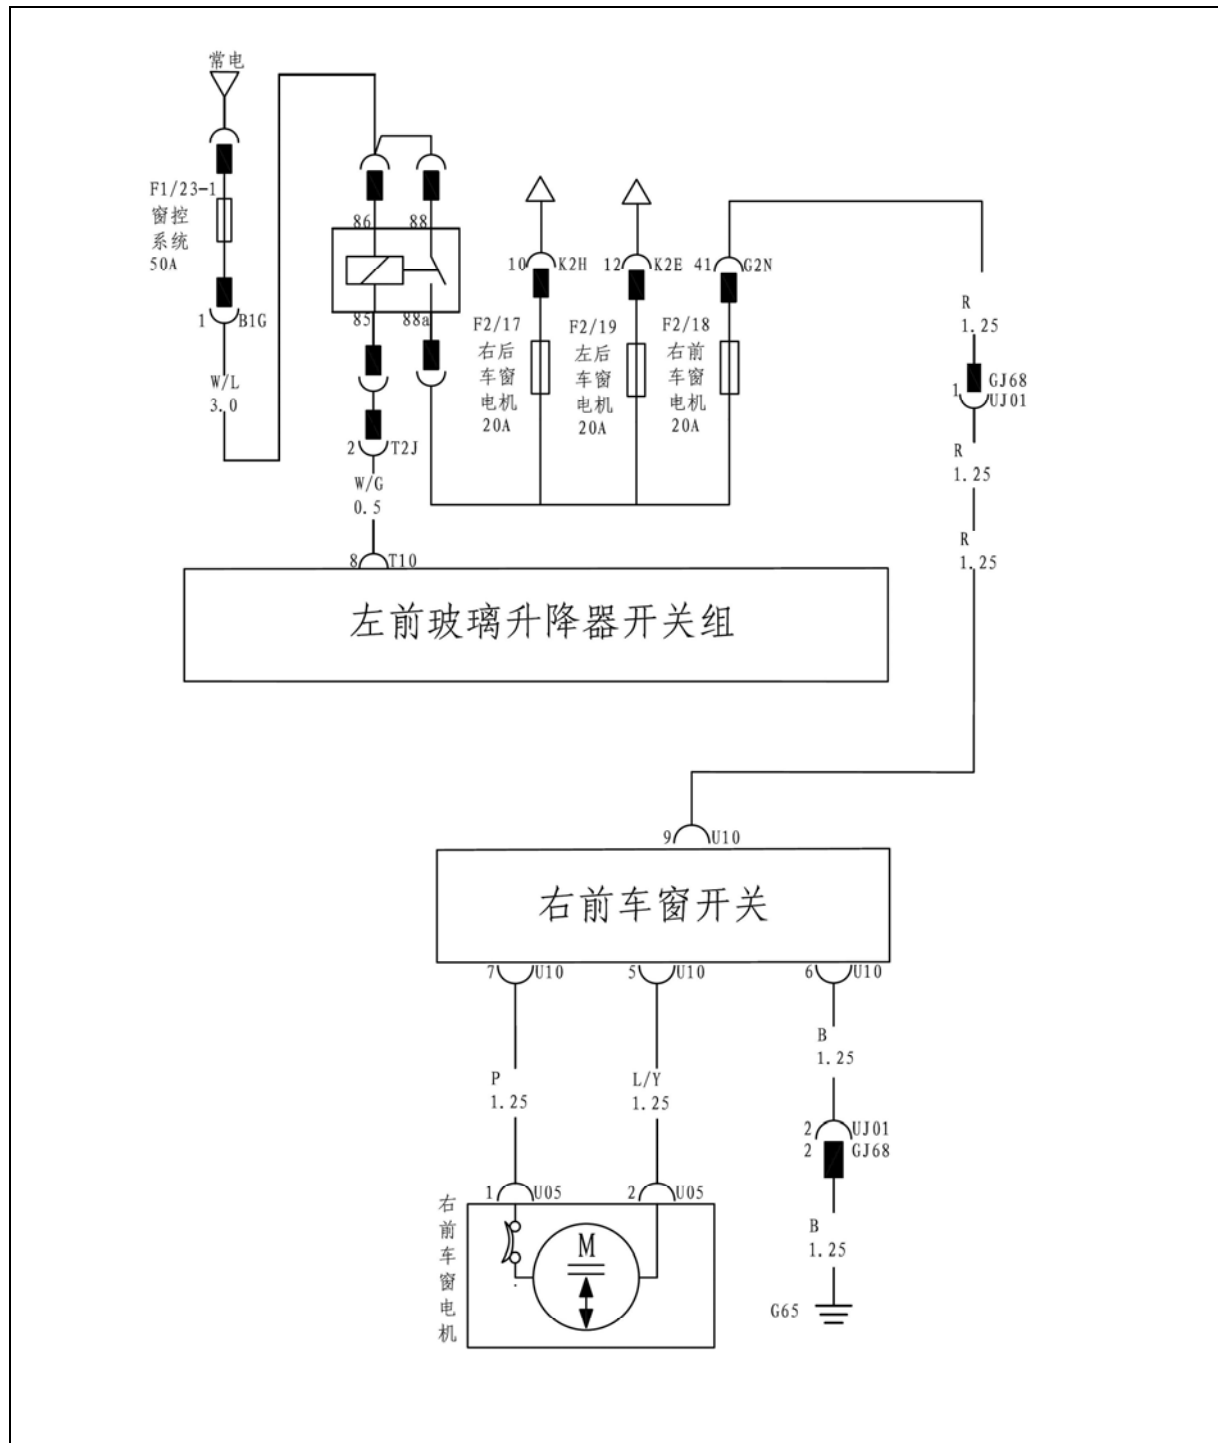 常电
F1/23-1
窗控
系统
50A
1 B1G
W/L
3.0
86 88
85 88a
2 T2J
W/G
0.5
8 T10
10 K2H
F2/17
右后
车窗
电机
20A
12 K2E
F2/19
左后
车窗
电机
20A
41 G2N
F2/18
右前
车窗
电机
20A
R
1.25
GJ68
1 UJ01
R
1.25
R
1.25
左前玻璃升降器开关组
9 U10
右前车窗开关
7 U10
5 U10
6 U10
P
1.25
L/Y
1.25
B
1.25
2 UJ01
2 GJ68
B
1.25
G65
1 U05
2 U05
右
前
车
窗
电
机
M